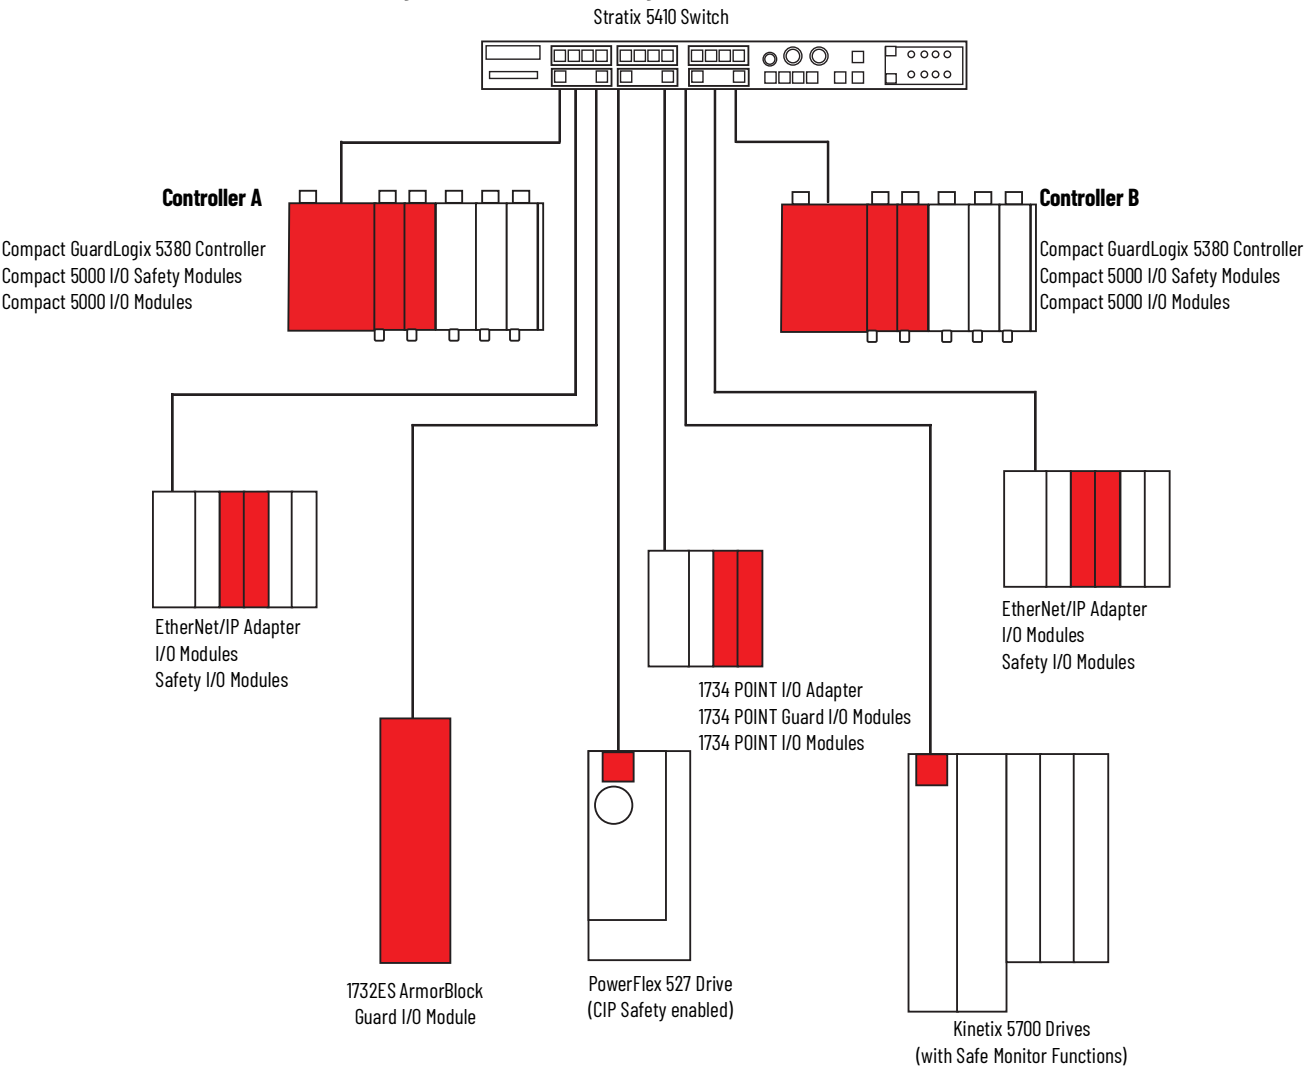 Stratix 5410 Switch
Controller A
Compact GuardLogix 5380 Controller
Compact 5000 I/O Safety Modules
Compact 5000 I/O Modules
Controller B
Compact GuardLogix 5380 Controller
Compact 5000 I/O Safety Modules
Compact 5000 I/O Modules
EtherNet/IP Adapter
I/O Modules
Safety I/O Modules
EtherNet/IP Adapter
I/O Modules
Safety I/O Modules
1734 POINT I/O Adapter
1734 POINT Guard I/O Modules
1734 POINT I/O Modules
1732ES ArmorBlock
Guard I/O Module
PowerFlex 527 Drive
(CIP Safety enabled)
Kinetix 5700 Drives
(with Safe Monitor Functions)